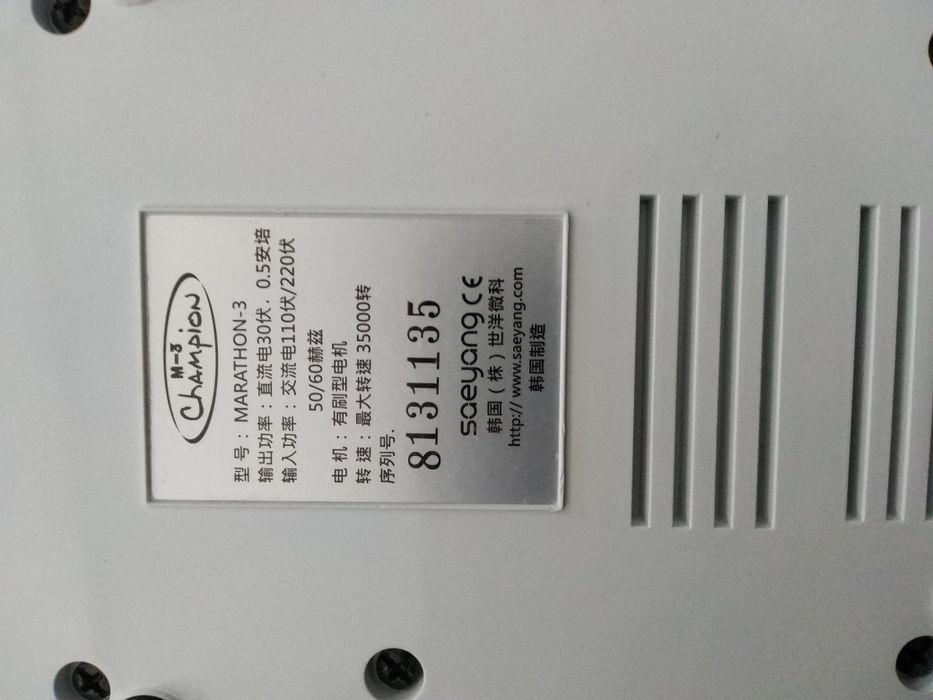 M-8
Champion
型 号： MARATHON-3
输出功率：直流电30伏．0.5安培
输入功率：交流电110伏/220伏
50/60赫兹
电 机：有刷型电机
转 速：最大转速 35000转
序列号.
8131135
saeyang CE
韩国（株）世洋微科
http:// www.saeyang.com
韩国制造